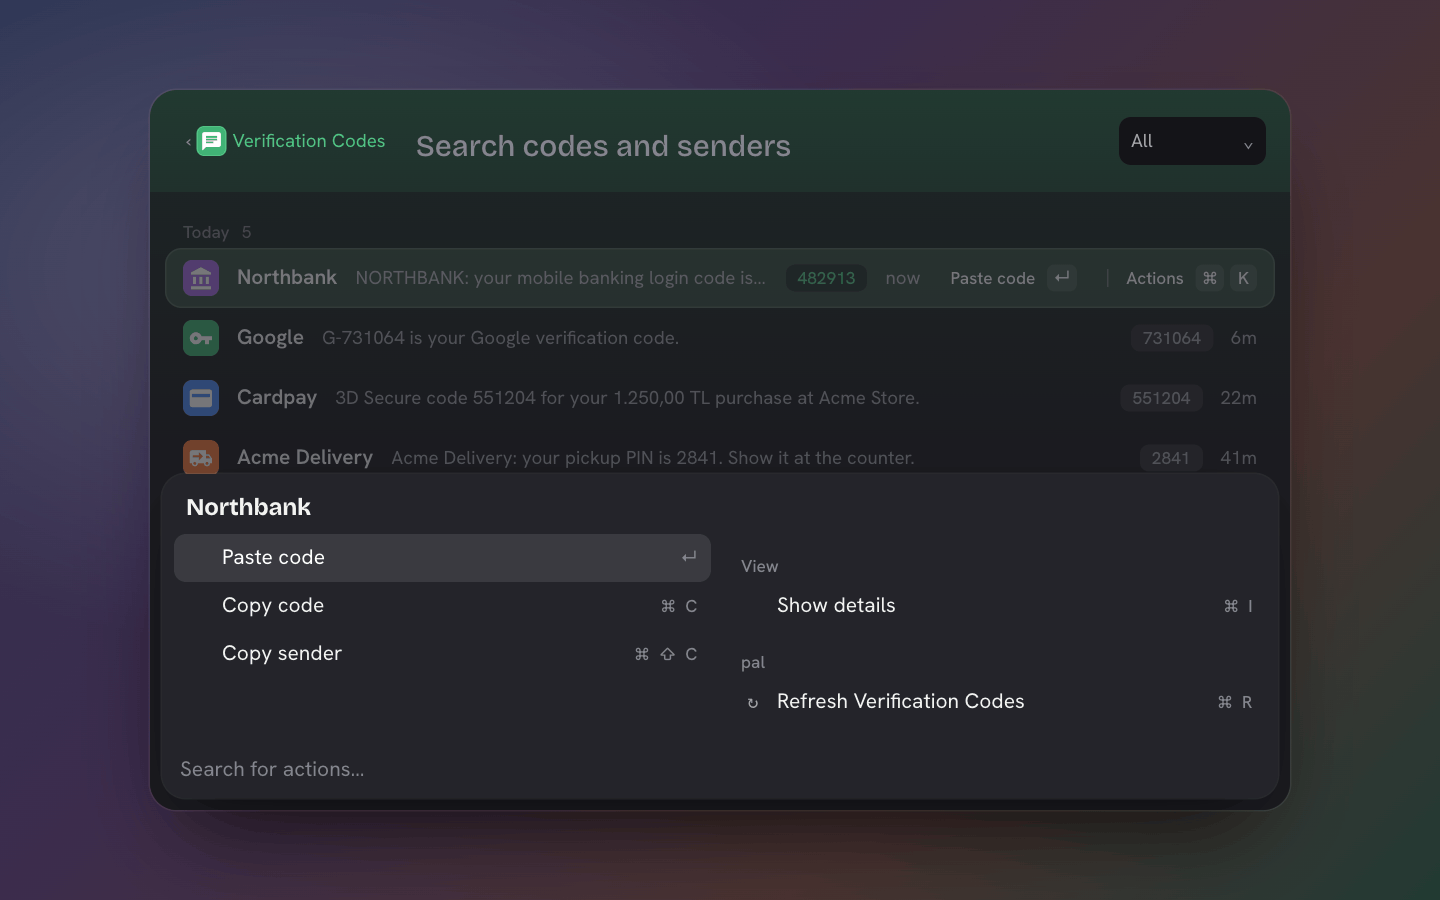 ‹ Verification Codes Search codes and senders All
Today 5
Northbank NORTHBANK: your mobile banking login code is... 482913 now Paste code ↵ | Actions ⌘ K
Google G-731064 is your Google verification code. 731064 6m
Cardpay 3D Secure code 551204 for your 1.250,00 TL purchase at Acme Store. 551204 22m
Acme Delivery Acme Delivery: your pickup PIN is 2841. Show it at the counter. 2841 41m
Northbank
Paste code ↵
Copy code ⌘ C
Copy sender ⌘ ⇧ C
View
Show details ⌘ I
pal
↻ Refresh Verification Codes ⌘ R
Search for actions...